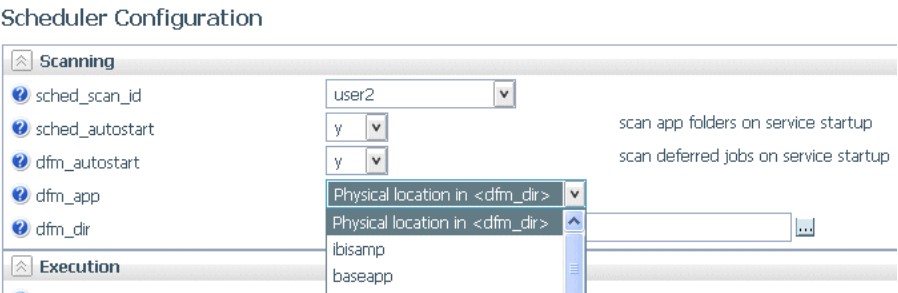 Scheduler Configuration
Scanning
sched_scan_id user2
sched_autostart y scan app folders on service startup
dfm_autostart y scan deferred jobs on service startup
dfm_app Physical location in <dfm_dir>
Physical location in <dfm_dir>
dfm_dir ...
ibisamp
Execution
baseapp